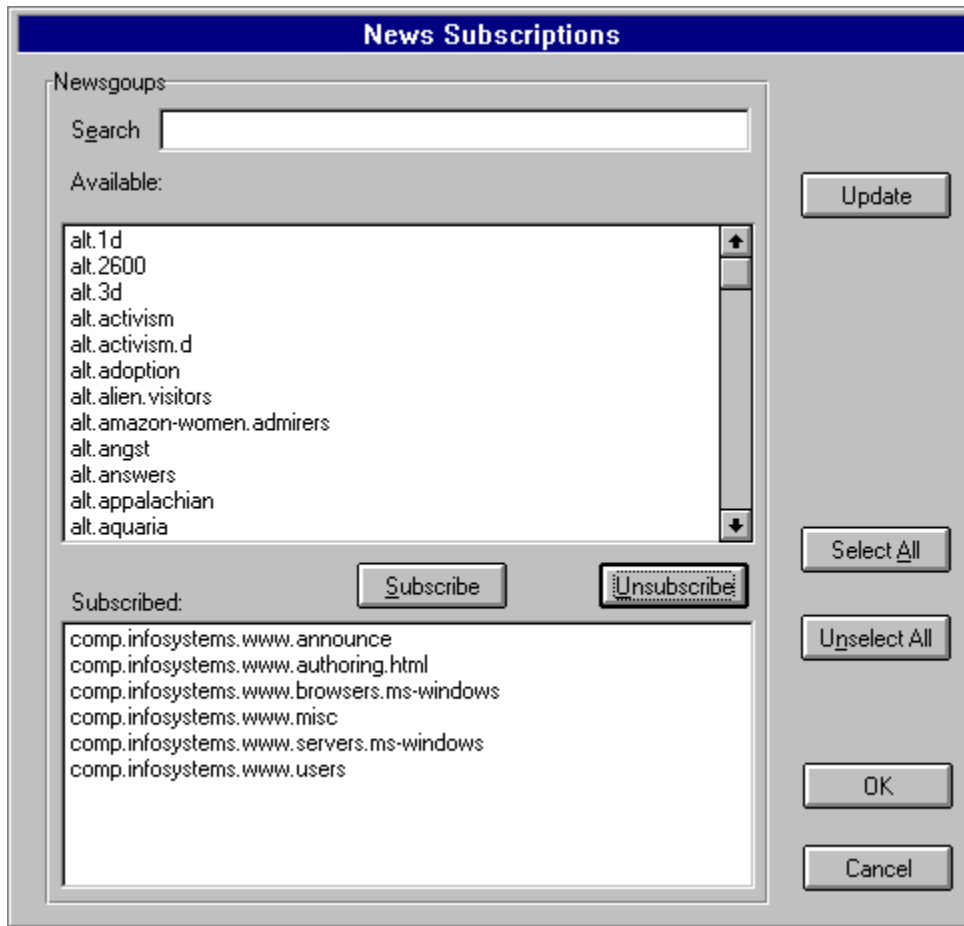 News Subscriptions
Newsgoups
Search
Available:
Update
alt.1d
alt.2600
alt.3d
alt.activism
alt.activism.d
alt.adoption
alt.alien.visitors
alt.amazon-women.admirers
alt.angst
alt.answers
alt.appalachian
alt.aquaria
Select All
Subscribe
Unsubscribe
Subscribed:
Unselect All
comp.infosystems.www.announce
comp.infosystems.www.authoring.html
comp.infosystems.www.browsers.ms-windows
comp.infosystems.www.misc
comp.infosystems.www.servers.ms-windows
comp.infosystems.www.users
OK
Cancel